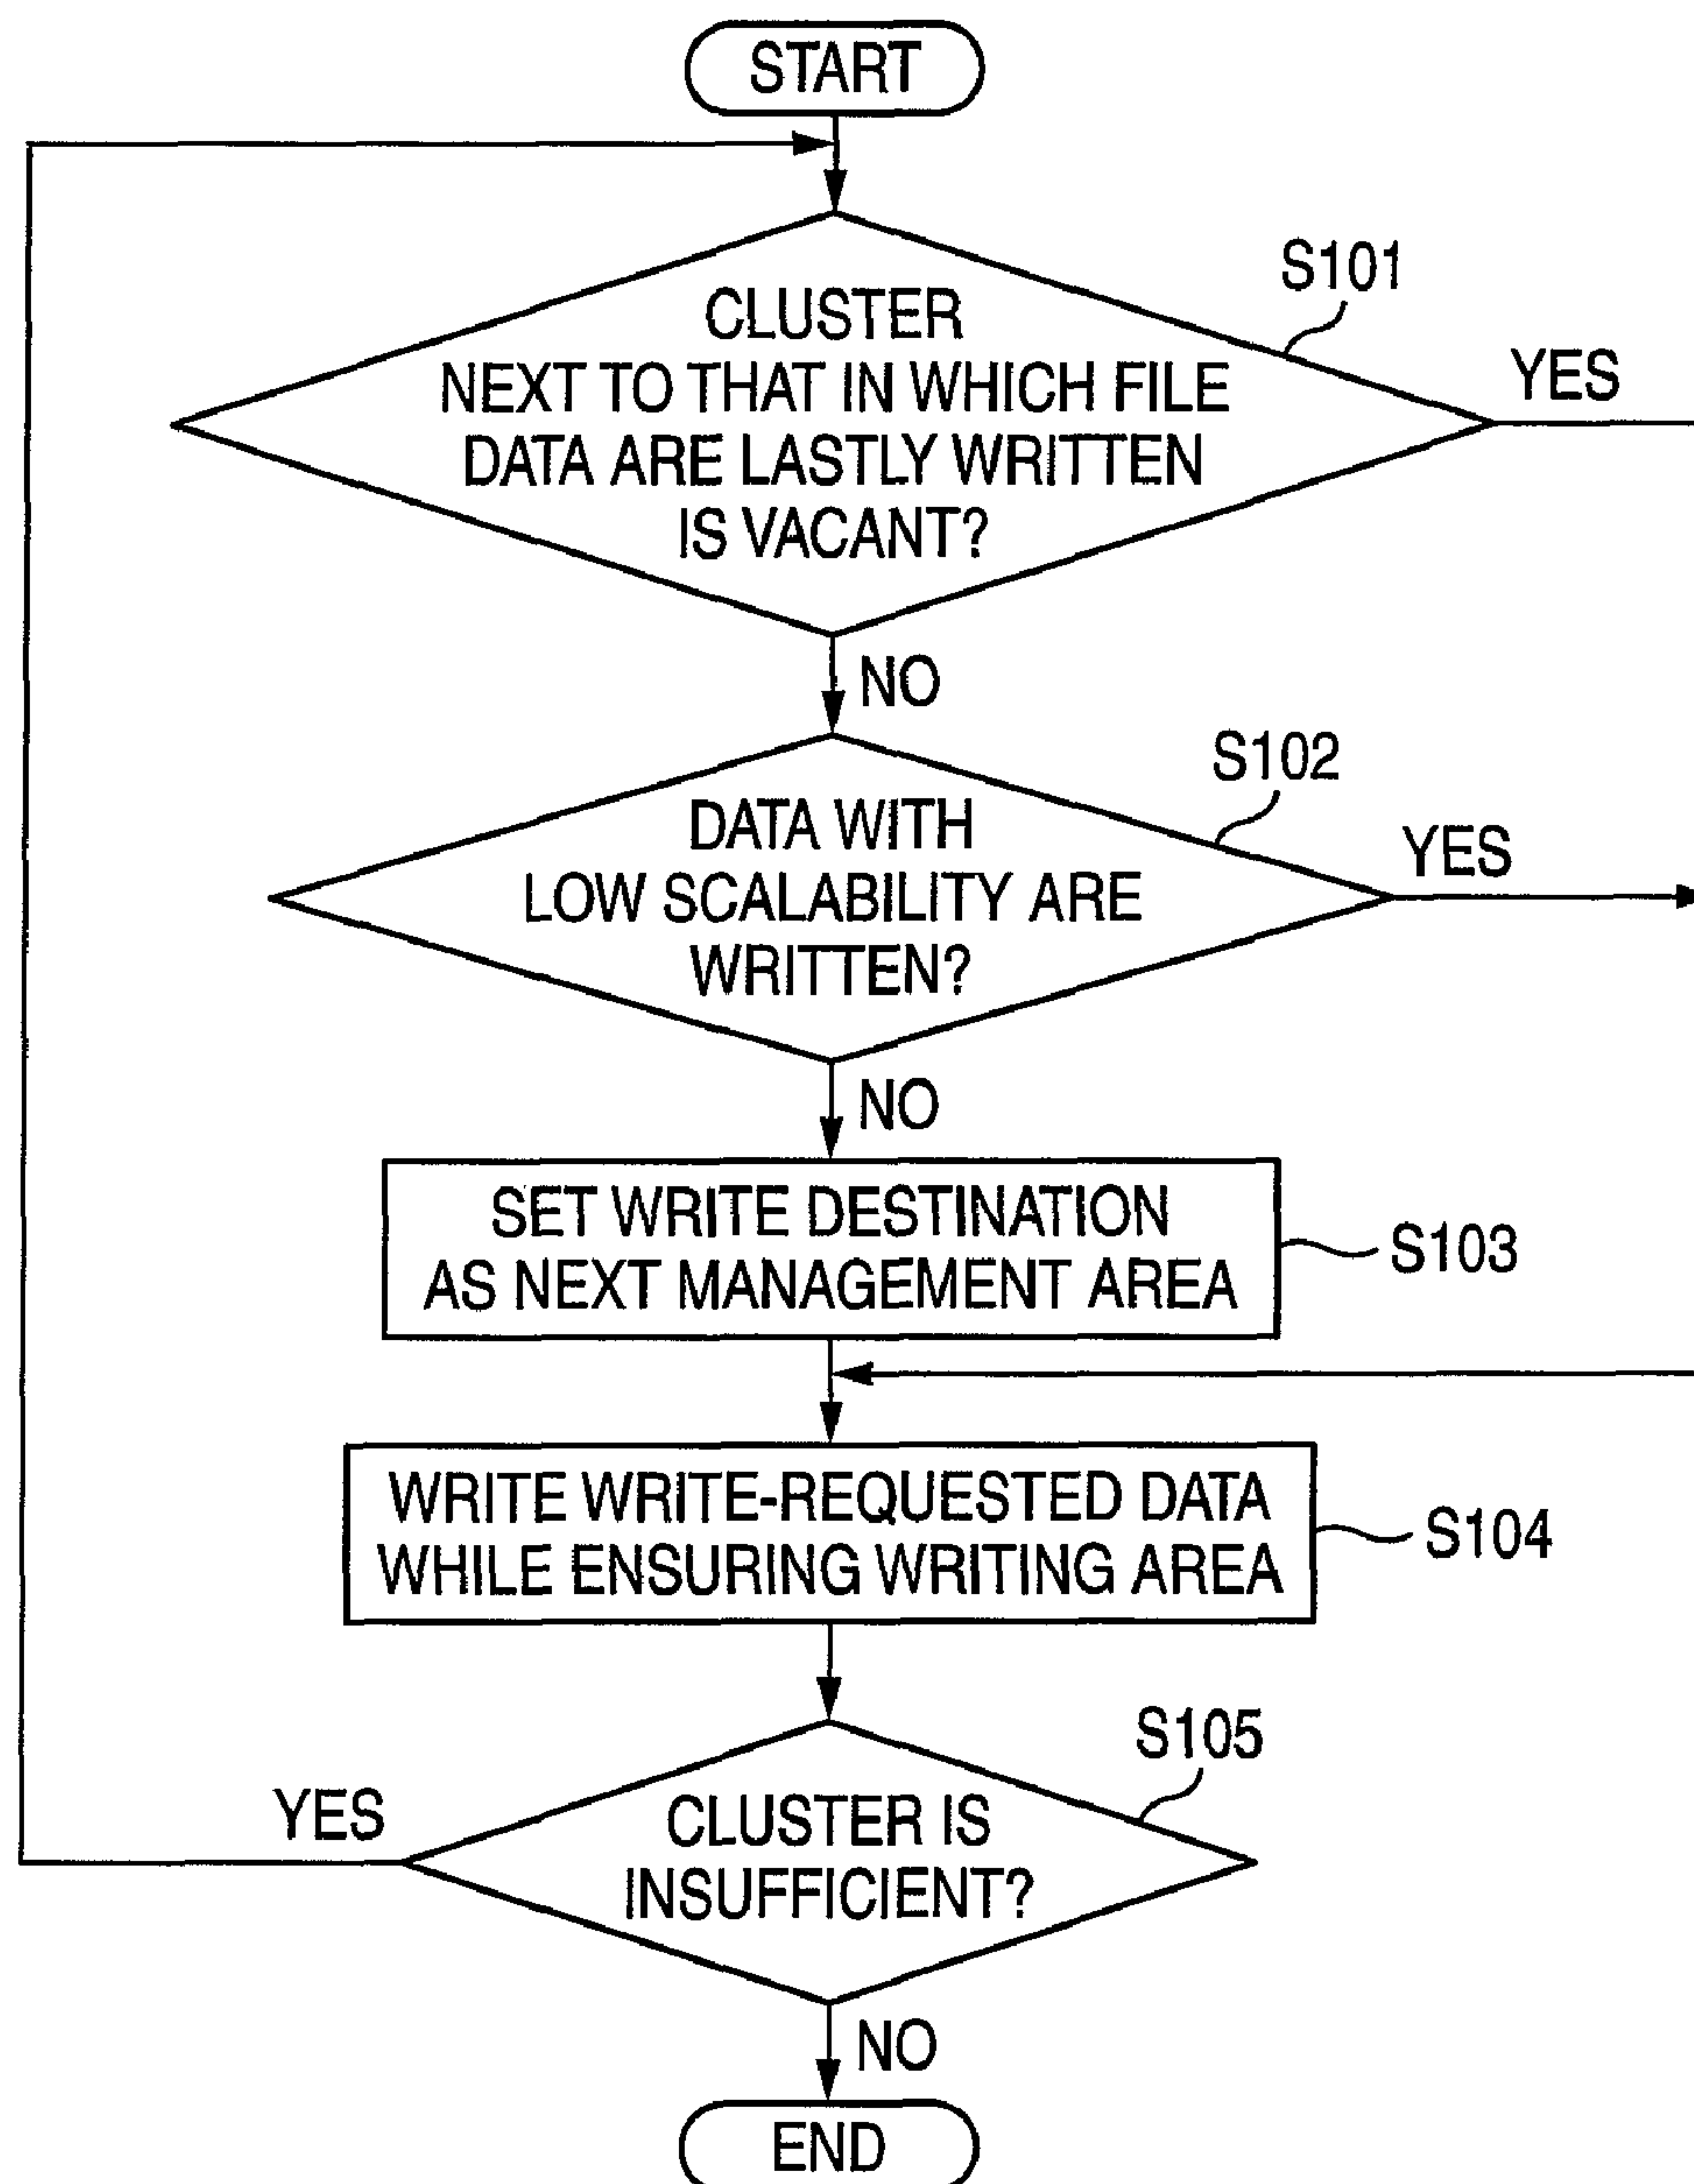 START
S101
CLUSTER
NEXT TO THAT IN WHICH FILE
DATA ARE LASTLY WRITTEN
IS VACANT?
YES
NO
S102
DATA WITH
LOW SCALABILITY ARE
WRITTEN?
YES
NO
SET WRITE DESTINATION
AS NEXT MANAGEMENT AREA
S103
WRITE WRITE-REQUESTED DATA
WHILE ENSURING WRITING AREA
S104
S105
CLUSTER IS
INSUFFICIENT?
YES
NO
END